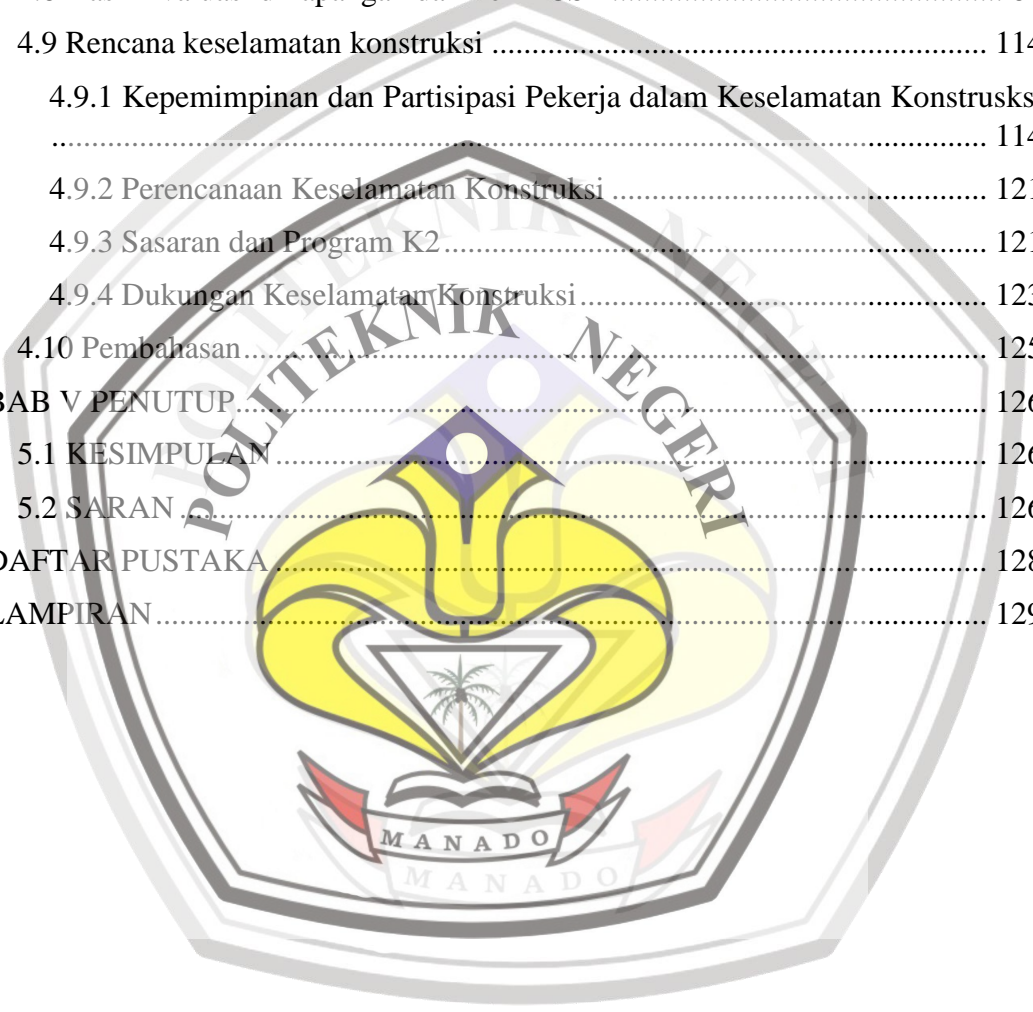 4.9 Rencana keselamatan konstruksi ........ 114
4.9.1 Kepemimpinan dan Partisipasi Pekerja dalam Keselamatan Konstrusks
........ 114
4.9.2 Perencanaan Keselamatan Konstruksi ........ 121
4.9.3 Sasaran dan Program K2 ........ 121
4.9.4 Dukungan Keselamatan Konstruksi ........ 123
4.10 Pembahasan ........ 125
BAB V PENUTUP ........ 126
5.1 KESIMPULAN ........ 126
5.2 SARAN ........ 126
DAFTAR PUSTAKA ........ 128
LAMPIRAN ........ 129
POLITEKNIK NEGERI
MANADO
POLITEKNIK NEGERI
MANADO